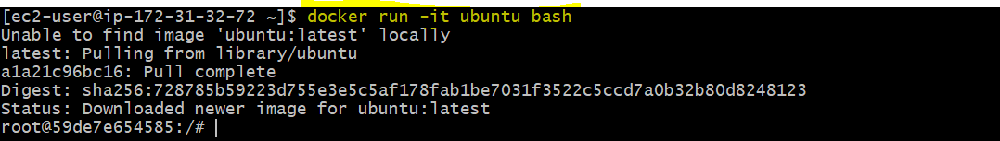 [ec2-user@ip-172-31-32-72 ~]$ docker run -it ubuntu bash
Unable to find image 'ubuntu:latest' locally
latest: Pulling from library/ubuntu
a1a21c96bc16: Pull complete
Digest: sha256:728785b59223d755e3e5c5af178fab1be7031f3522c5ccd7a0b32b80d8248123
Status: Downloaded newer image for ubuntu:latest
root@59de7e654585:/#